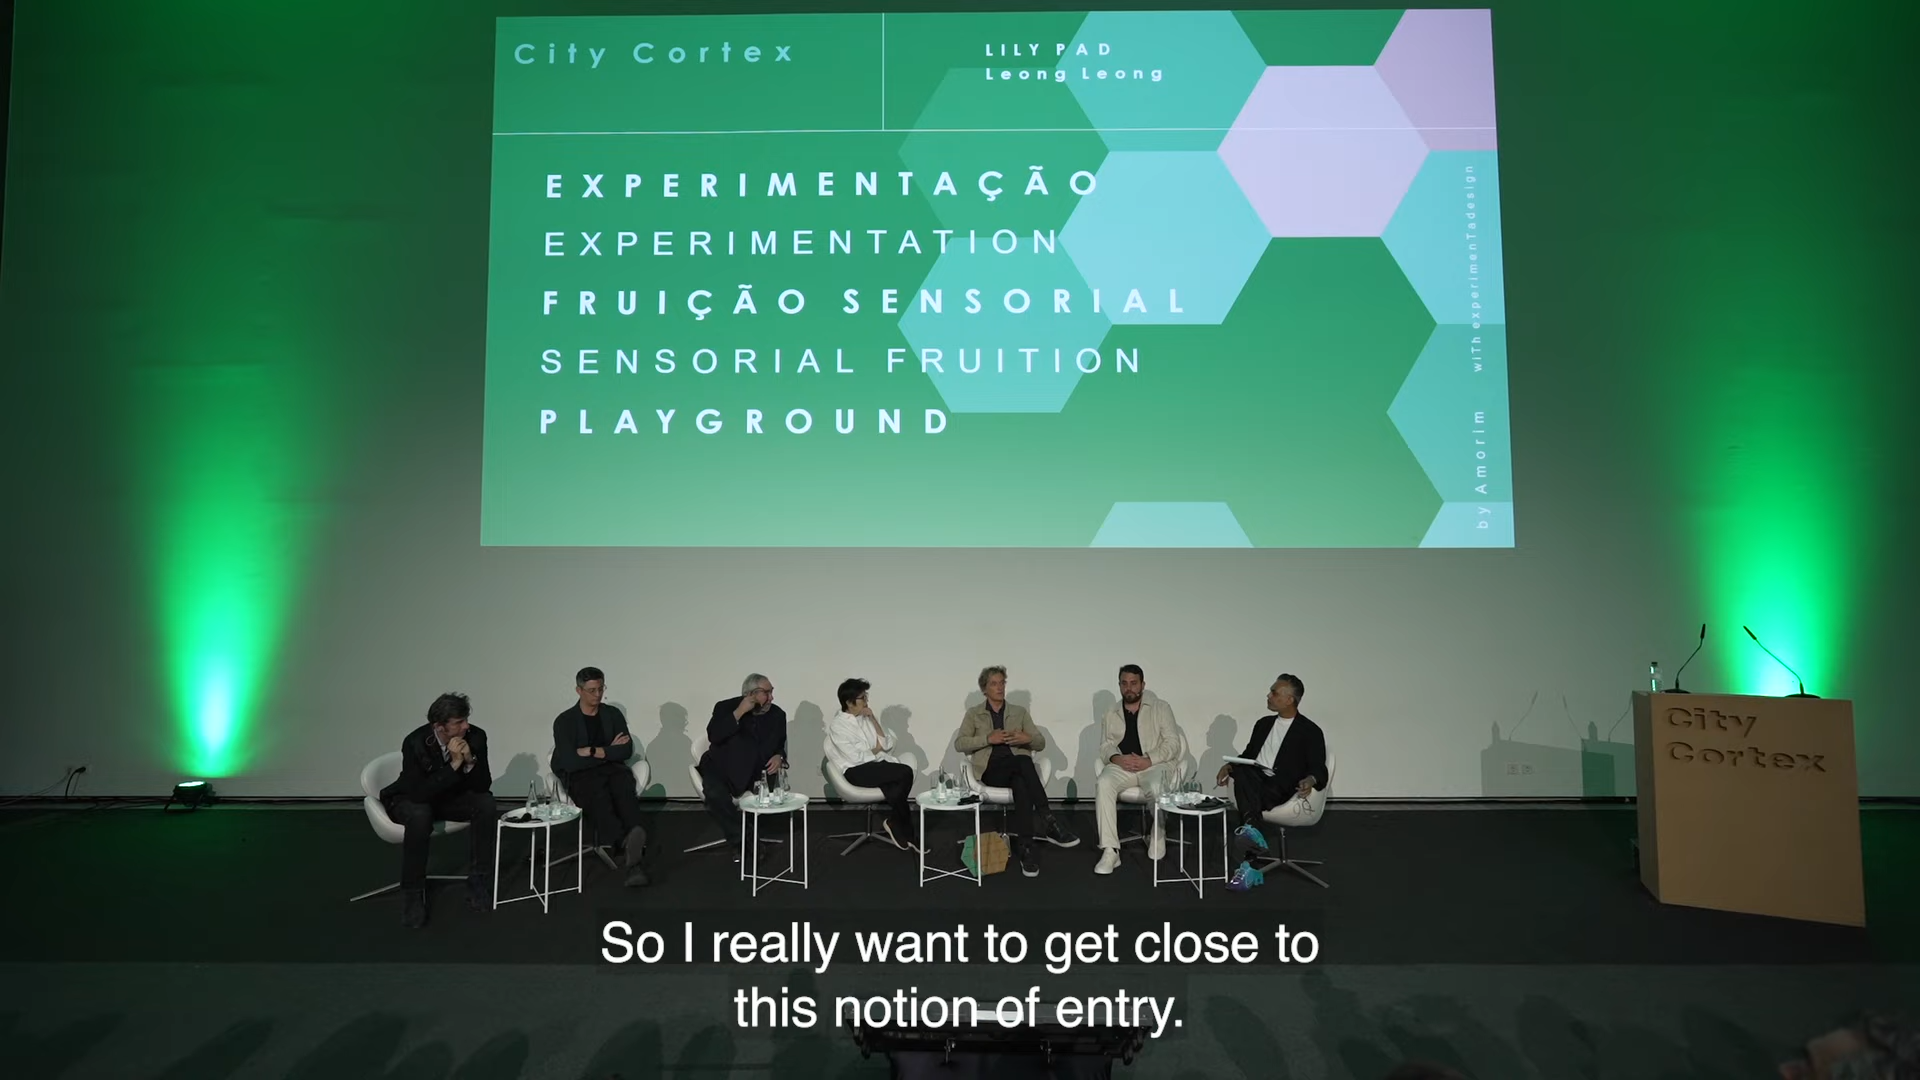 City Cortex
LILY PAD
Leong Leong
EXPERIMENTAÇÃO
EXPERIMENTATION
FRUIÇÃO SENSORIAL
SENSORIAL FRUITION
PLAYGROUND
by Amorim wiTh experimenTadesign
City
Cortex
So I really want to get close to
this notion of entry.